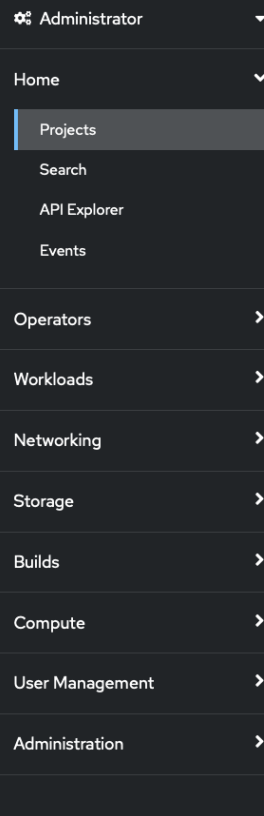 Administrator
Home
Projects
Search
API Explorer
Events
Operators
Workloads
Networking
Storage
Builds
Compute
User Management
Administration